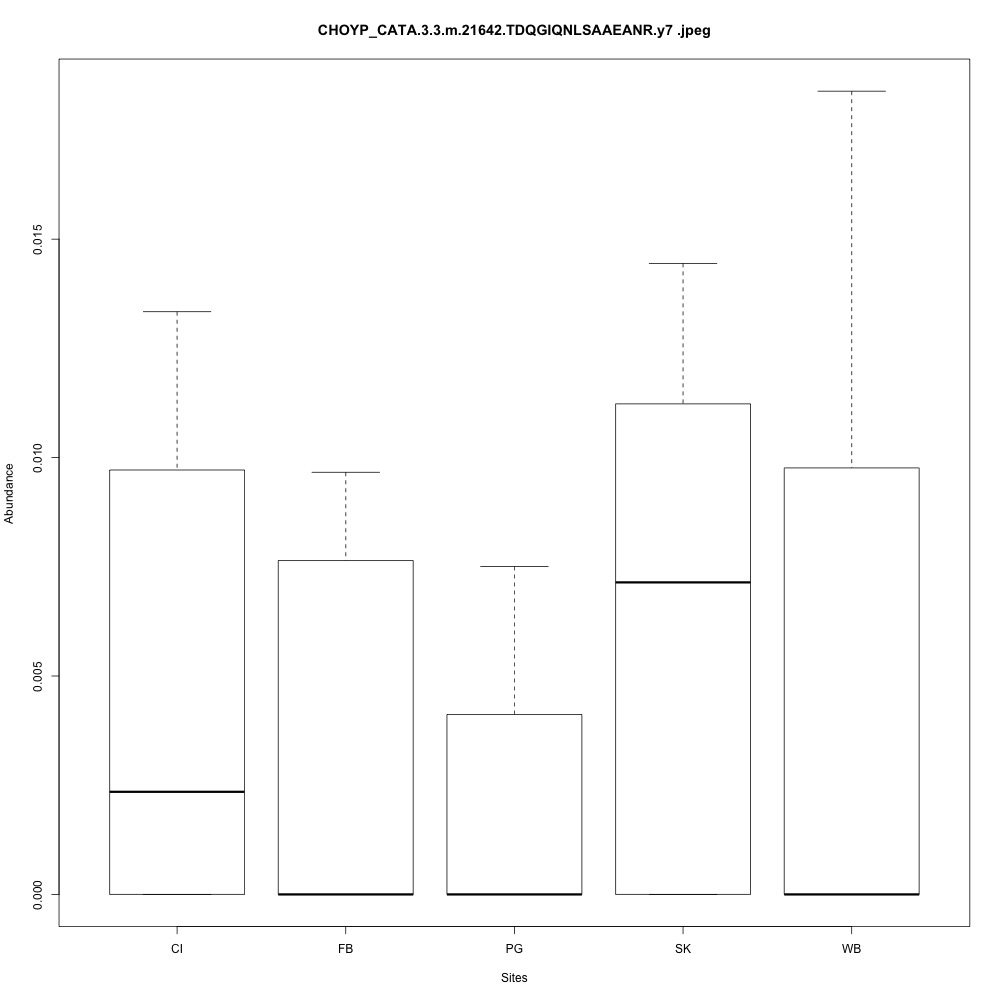 CHOYP_CATA.3.3.m.21642.TDQGIQNLSAAEANR.y7 .jpeg
Abundance
0.015
0.010
0.005
0.000
CI FB PG SK WB
Sites